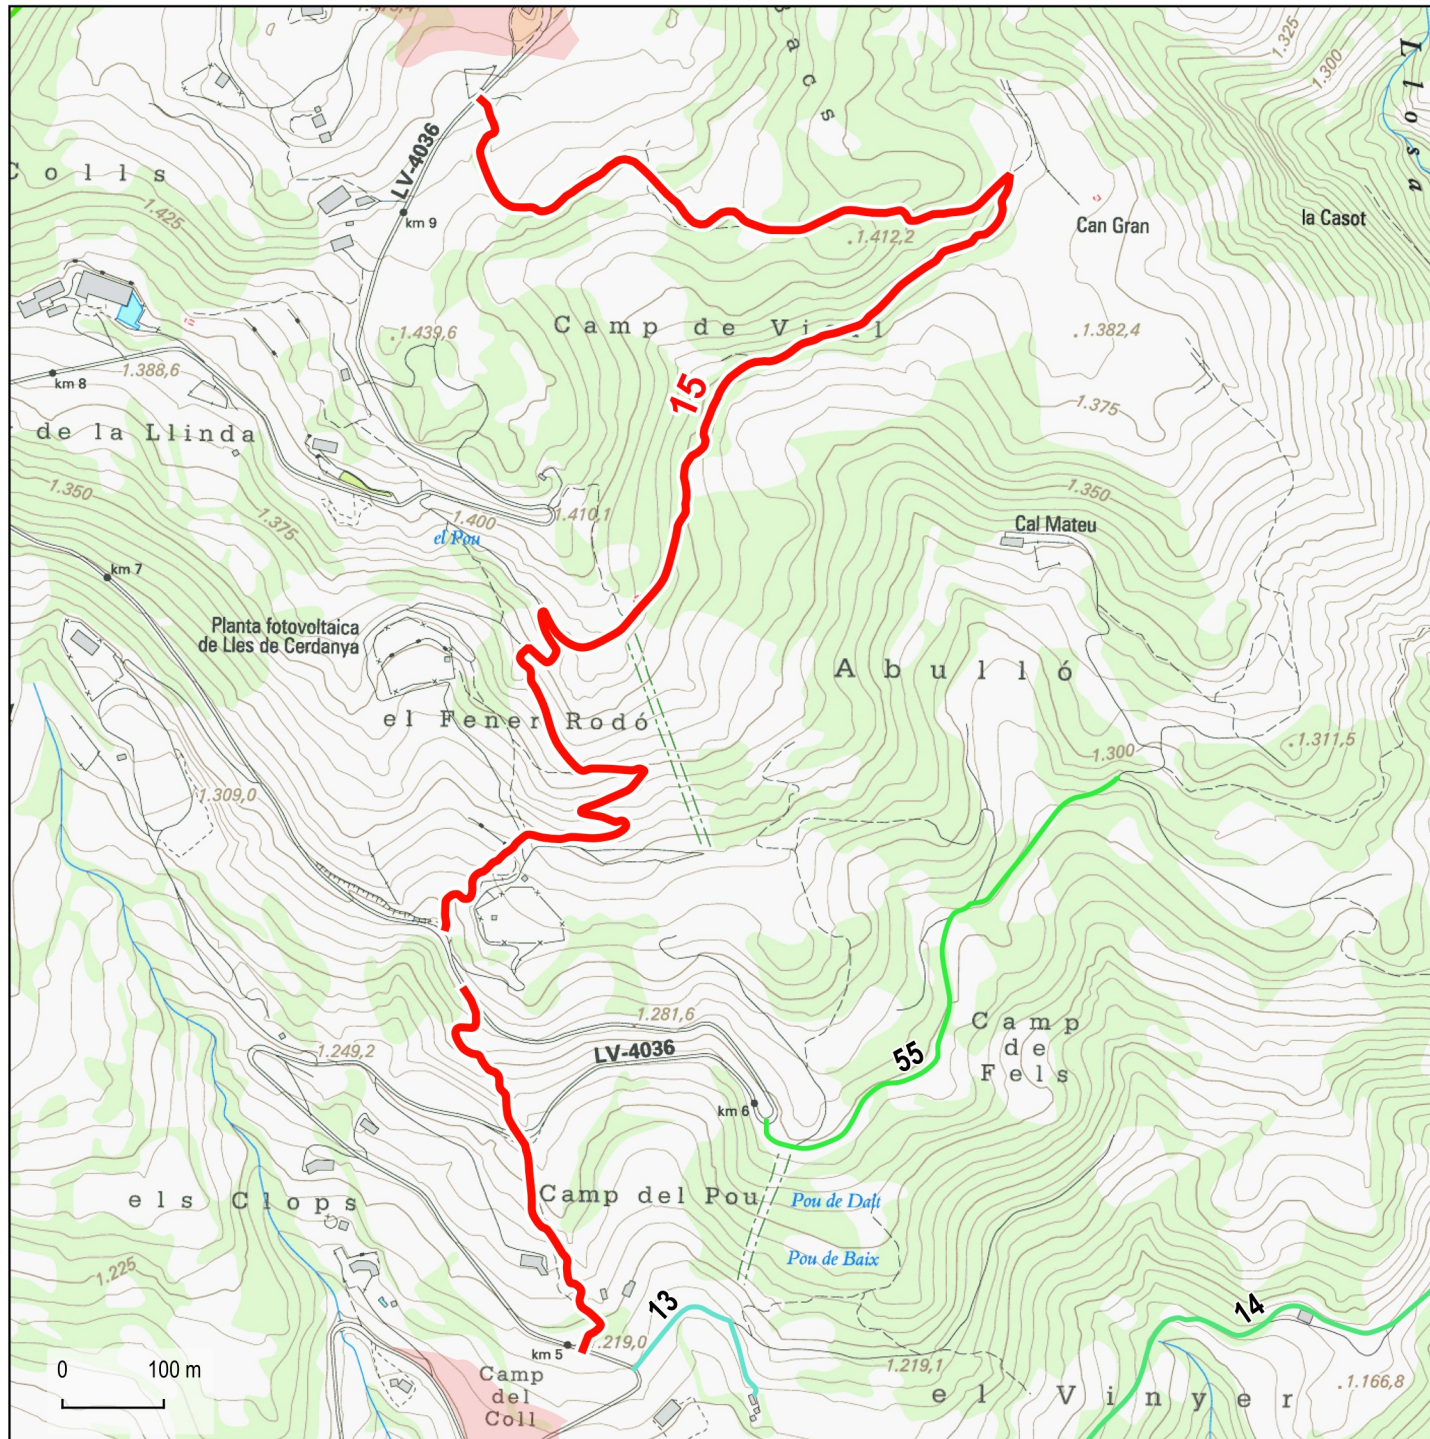 B
a
c
s
1.325
1.300
L
l
o
s
a
LV-4036
Colls
1.425
km 9
Can Gran
la Casot
1.412,2
Camp de Vi
l
1.439,6
1.382,4
1.388,6
km 8
15
1.375
de la Llinda
1.350
1.375
1.400
1.410,1
1.350
el Pou
Cal Mateu
km 7
Planta fotovoltaica
de Lles de Cerdanya
Abulló
el Fener Rodó
1.311,5
1.300
1.309,0
1.281,6
Camp
de
Fels
1.249,2
LV-4036
55
km 6
els Clops
Camp del Pou
Pou de Dalt
Pou de Baix
1.225
13
14
.219,0
km 5
Camp
del
Coll
1.219,1
el Vinyer
1.166,8
0 100 m